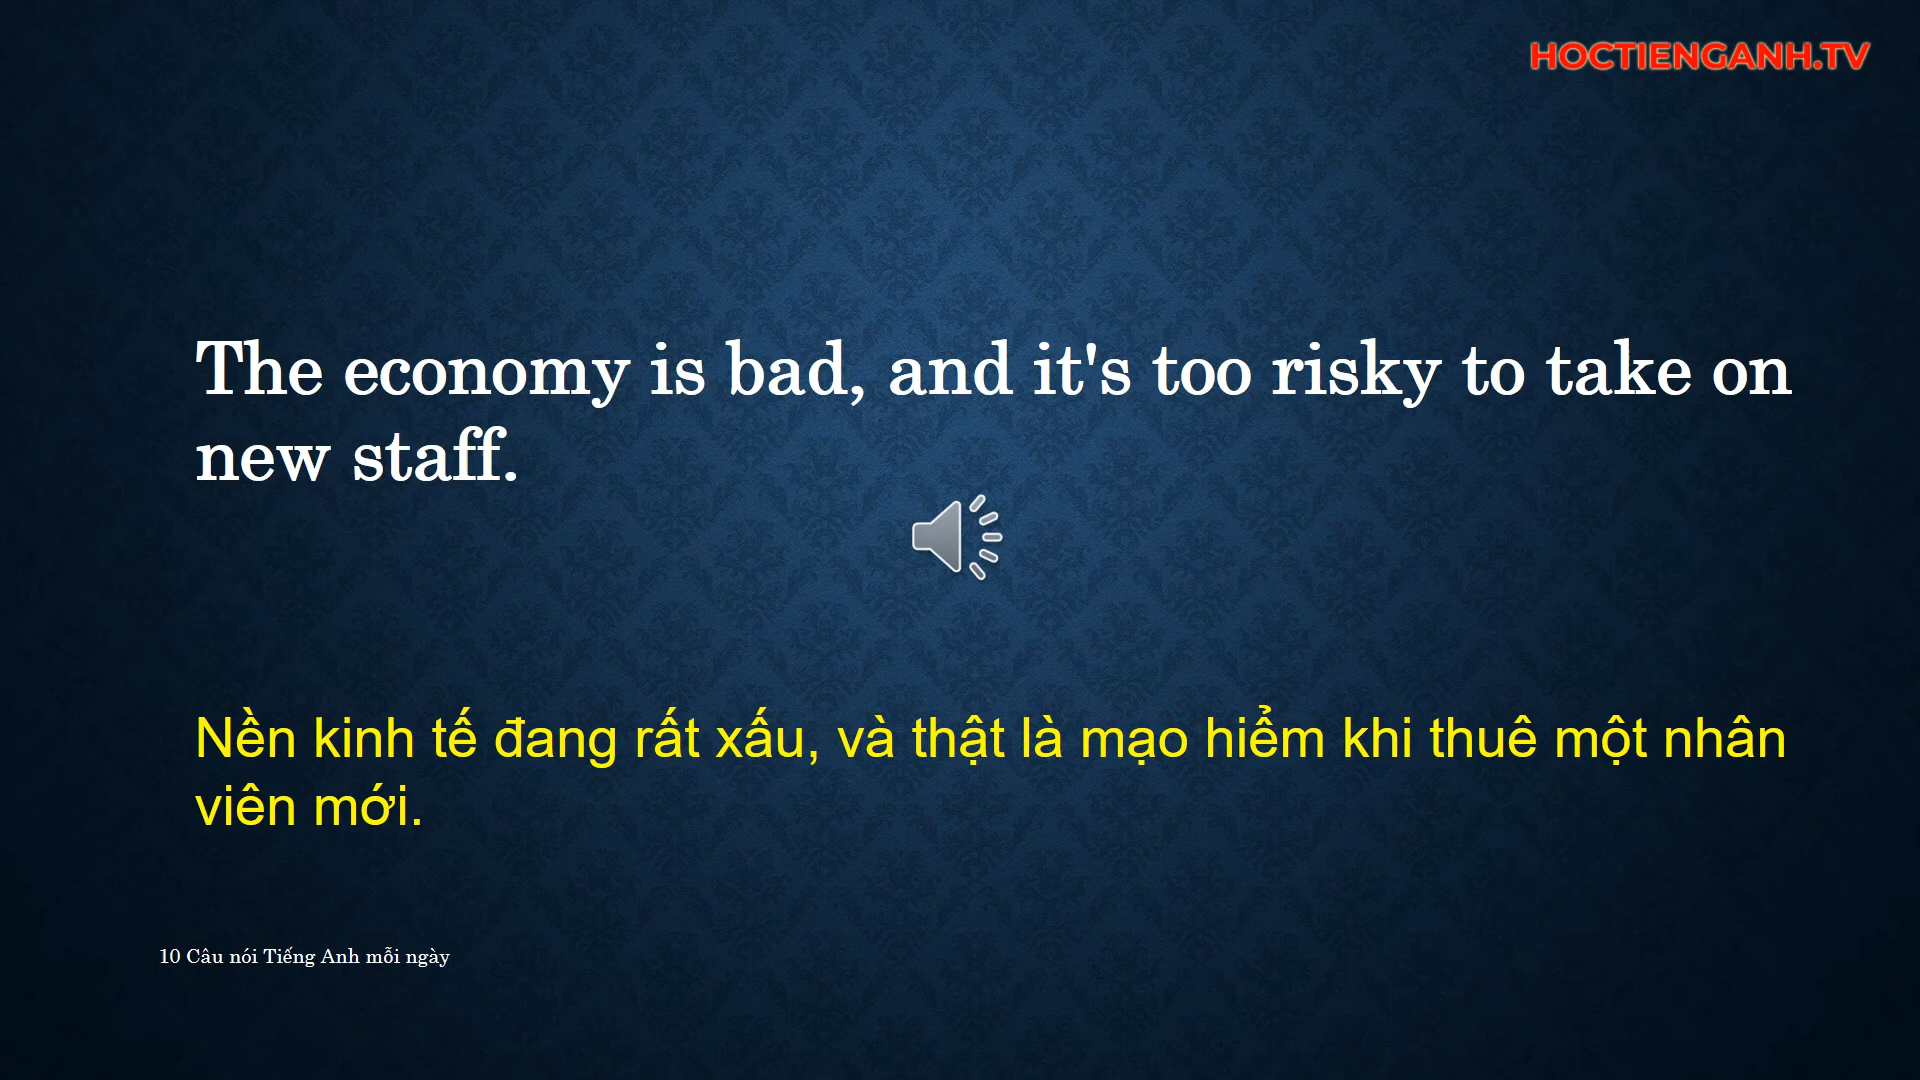 HOCTIENGANH.TV
The economy is bad, and it's too risky to take on
new staff.
Nền kinh tế đang rất xấu, và thật là mạo hiểm khi thuê một nhân
viên mới.
10 Câu nói Tiếng Anh mỗi ngày